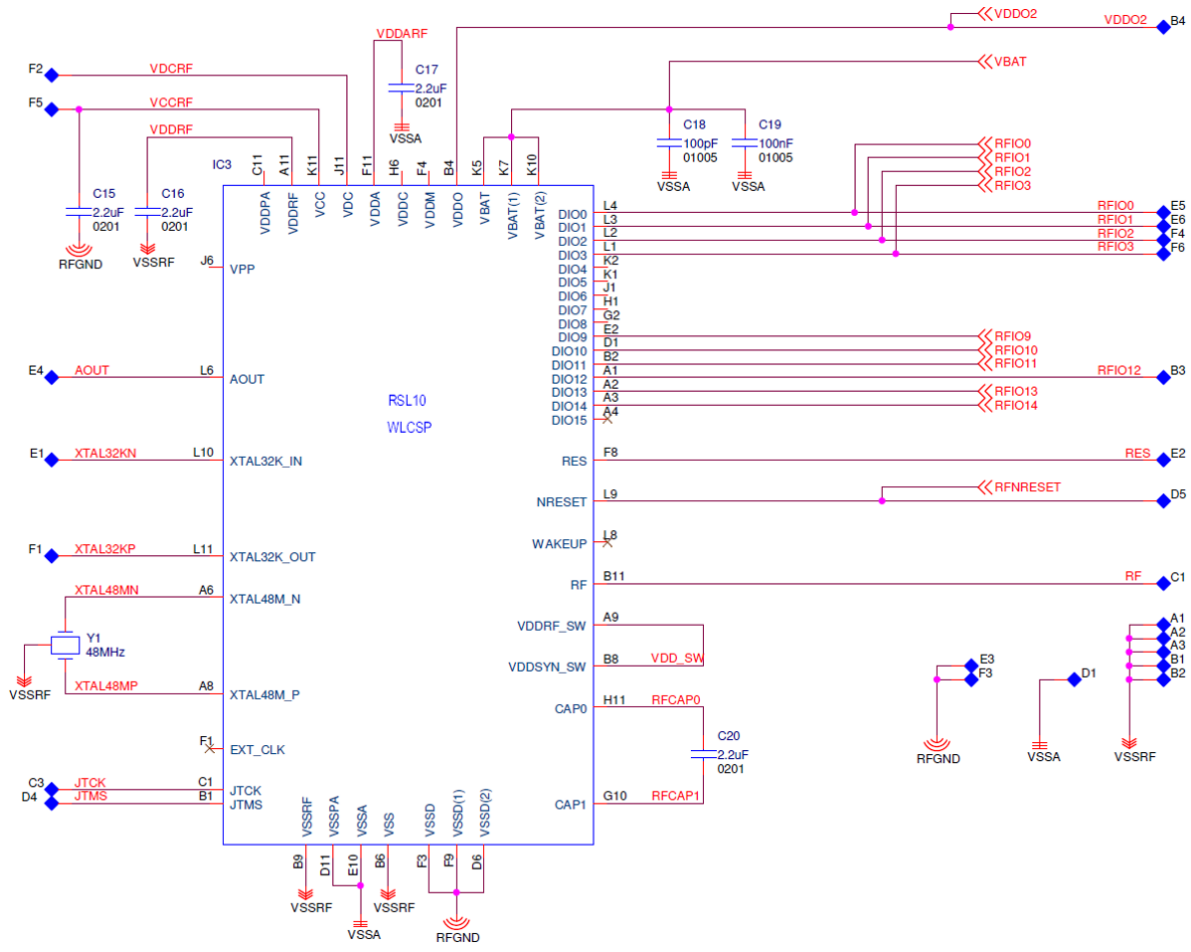 VDDO2
VDDO2 B4
VDDARF
F2 VDCRF
C17
2.2uF
0201
VSSA
VBAT
F5 VCCRF
VDDRF
C18
100pF
01005
VSSA
C19
100nF
01005
VSSA
RFIO0
RFIO1
RFIO2
RFIO3
IC3
C11 A11 K11 J11 F11 H6 F4 B4 K5 K7 K10
VDDPA VDDRF VCC VDC VDDA VDDC VDDM VDDO VBAT VBAT(1) VBAT(2)
C15
2.2uF
0201
RFGND
C16
2.2uF
0201
VSSRF
J6 VPP
DIO0 L4 RFIO0 E5
DIO1 L3 RFIO1 E6
DIO2 L2 RFIO2 F4
DIO3 L1 RFIO3 F6
DIO4 K2
DIO5 K1
DIO6 J1
DIO7 H1
DIO8 G2
DIO9 E2 RFIO9
DIO10 D1 RFIO10
DIO11 B2 RFIO11
DIO12 A1 RFIO12 B3
DIO13 A2 RFIO13
DIO14 A3 RFIO14
DIO15 A4
E4 AOUT L6 AOUT
RSL10
WLCSP
E1 XTAL32KN L10 XTAL32K_IN
RES F8 RES E2
RFNRESET
NRESET L9 D5
WAKEUP L8
F1 XTAL32KP L11 XTAL32K_OUT
RF B11 RF C1
XTAL48MN A6 XTAL48M_N
Y1
48MHz
VSSRF
XTAL48MP A8 XTAL48M_P
VDDRF_SW A9
VDDSYN_SW B8 VDD_SW
CAP0 H11 RFCAP0
C20
2.2uF
0201
CAP1 G10 RFCAP1
E3
F3
RFGND
D1
VSSA
A1
A2
A3
B1
B2
VSSRF
F1 EXT_CLK
C3 JTCK C1 JTCK
D4 JTMS B1 JTMS
VSSRF VSSPA VSSA VSS VSSD VSSD(1) VSSD(2)
B9 D11 E10 B6 F3 F9 D6
VSSRF
VSSA
VSSRF
RFGND